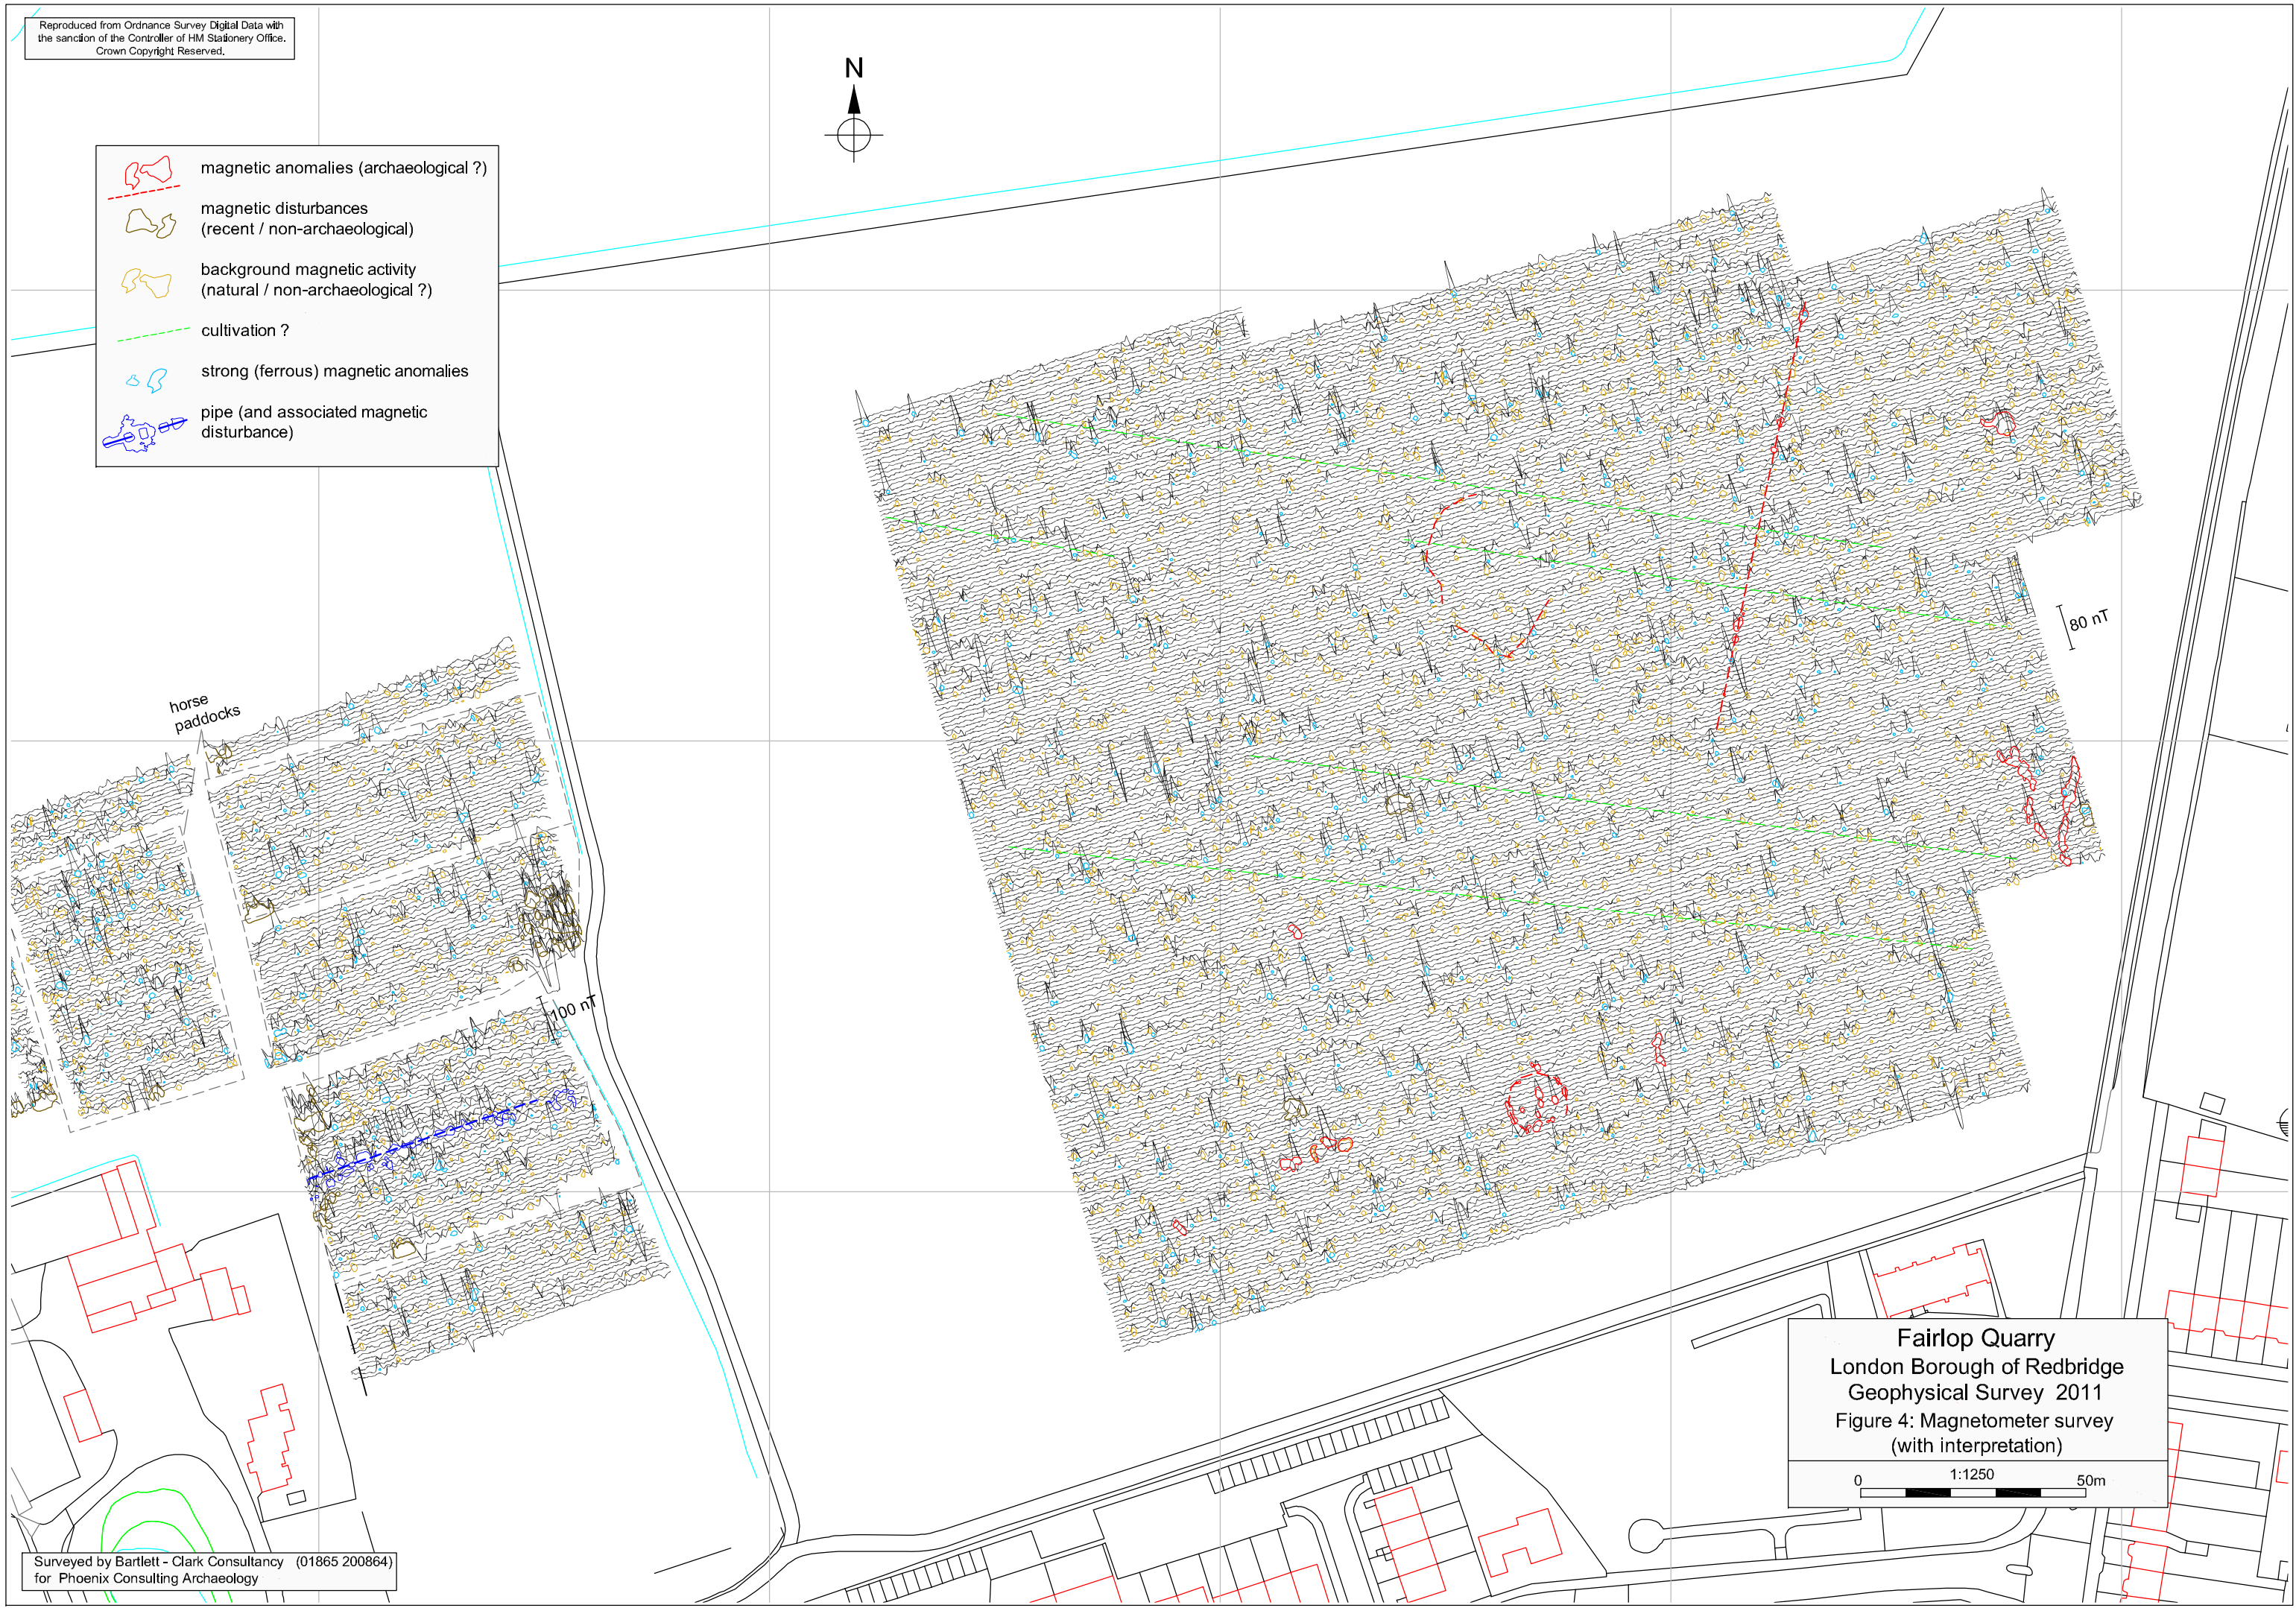 Reproduced from Ordnance Survey Digital Data with
the sanction of the Controller of HM Stationery Office.
Crown Copyright Reserved.
N
magnetic anomalies (archaeological ?)
magnetic disturbances
(recent / non-archaeological)
background magnetic activity
(natural / non-archaeological ?)
cultivation ?
strong (ferrous) magnetic anomalies
pipe (and associated magnetic
disturbance)
80 nT
horse
paddocks
100 nT
Fairlop Quarry
London Borough of Redbridge
Geophysical Survey 2011
Figure 4: Magnetometer survey
(with interpretation)
1:1250
0 50m
Surveyed by Bartlett - Clark Consultancy (01865 200864)
for Phoenix Consulting Archaeology